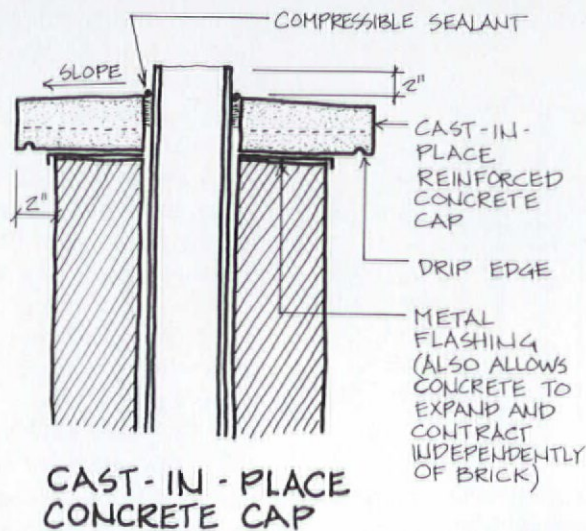 COMPRESSIBLE SEALANT
SLOPE
2"
CAST-IN-
PLACE
REINFORCED
CONCRETE
CAP
2"
DRIP EDGE
METAL
FLASHING
(ALSO ALLOWS
CONCRETE TO
EXPAND AND
CONTRACT
INDEPENDENTLY
OF BRICK)
CAST-IN-PLACE
CONCRETE CAP